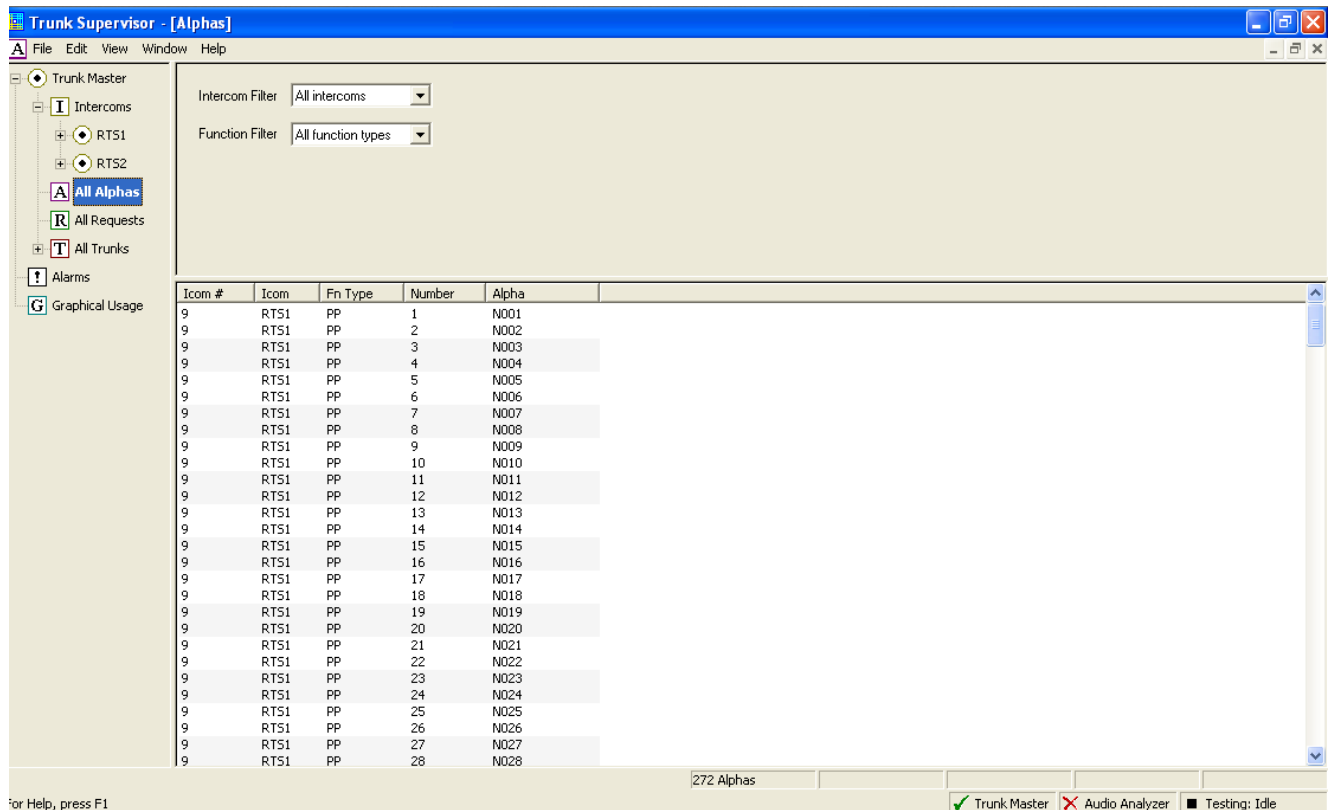 Trunk Supervisor - [Alphas]
A File Edit View Window Help
Trunk Master
I Intercoms
RTS1
RTS2
A All Alphas
R All Requests
T All Trunks
! Alarms
G Graphical Usage
Intercom Filter All intercoms
Function Filter All function types
Icom # Icom Fn Type Number Alpha
9 RTS1 PP 1 N001
9 RTS1 PP 2 N002
9 RTS1 PP 3 N003
9 RTS1 PP 4 N004
9 RTS1 PP 5 N005
9 RTS1 PP 6 N006
9 RTS1 PP 7 N007
9 RTS1 PP 8 N008
9 RTS1 PP 9 N009
9 RTS1 PP 10 N010
9 RTS1 PP 11 N011
9 RTS1 PP 12 N012
9 RTS1 PP 13 N013
9 RTS1 PP 14 N014
9 RTS1 PP 15 N015
9 RTS1 PP 16 N016
9 RTS1 PP 17 N017
9 RTS1 PP 18 N018
9 RTS1 PP 19 N019
9 RTS1 PP 20 N020
9 RTS1 PP 21 N021
9 RTS1 PP 22 N022
9 RTS1 PP 23 N023
9 RTS1 PP 24 N024
9 RTS1 PP 25 N025
9 RTS1 PP 26 N026
9 RTS1 PP 27 N027
9 RTS1 PP 28 N028
272 Alphas
For Help, press F1
Trunk Master Audio Analyzer Testing: Idle